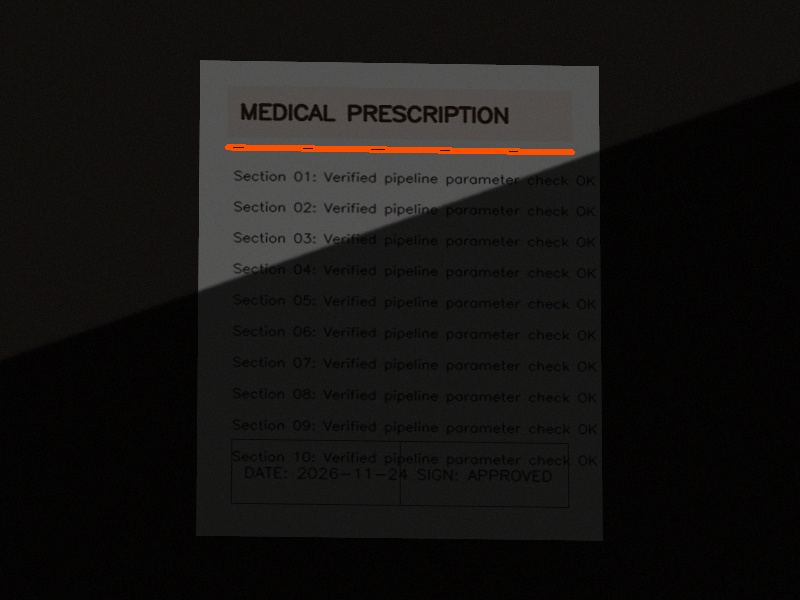 MEDICAL PRESCRIPTION
Section 01: Verified pipeline parameter check OK
Section 02: Verified pipeline parameter check OK
Section 03: Verified pipeline parameter check OK
Section 04: Verified pipeline parameter check OK
Section 05: Verified pipeline parameter check OK
Section 06: Verified pipeline parameter check OK
Section 07: Verified pipeline parameter check OK
Section 08: Verified pipeline parameter check OK
Section 09: Verified pipeline parameter check OK
Section 10: Verified pipeline parameter check OK
DATE: 2026-11-24 SIGN: APPROVED